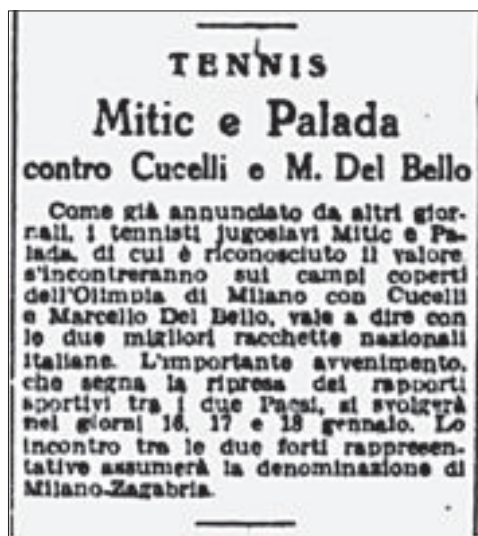 TENNIS
Mitic e Palada
contro Cucelli e M. Del Bello
Come già annunciato da altri gior-
nali, i tennisti jugoslavi Mitic e Pa-
lada, di cui è riconosciuto il valore
s'incontreranno sui campi coperti
dell'Olimpia di Milano con Cucelli
e Marcello Del Bello, vale a dire con
le due migliori racchette nazionali
italiane. L'importante avvenimento,
che segna la ripresa dei rapporti
sportivi tra i due Paesi, si svolgerà
nei giorni 16, 17 e 18 gennaio. Lo
incontro tra le due forti rappresen-
tative assumerà la denominazione di
Milano-Zagabria.